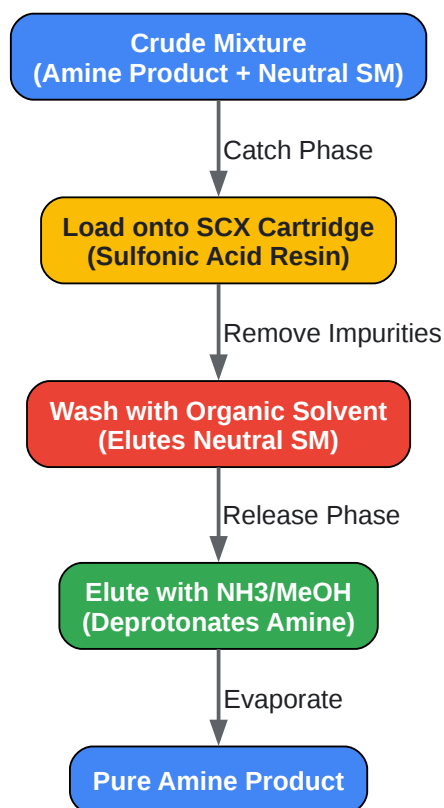 Crude Mixture
(Amine Product + Neutral SM)
Catch Phase
Load onto SCX Cartridge
(Sulfonic Acid Resin)
Remove Impurities
Wash with Organic Solvent
(Elutes Neutral SM)
Release Phase
Elute with NH3/MeOH
(Deprotonates Amine)
Evaporate
Pure Amine Product